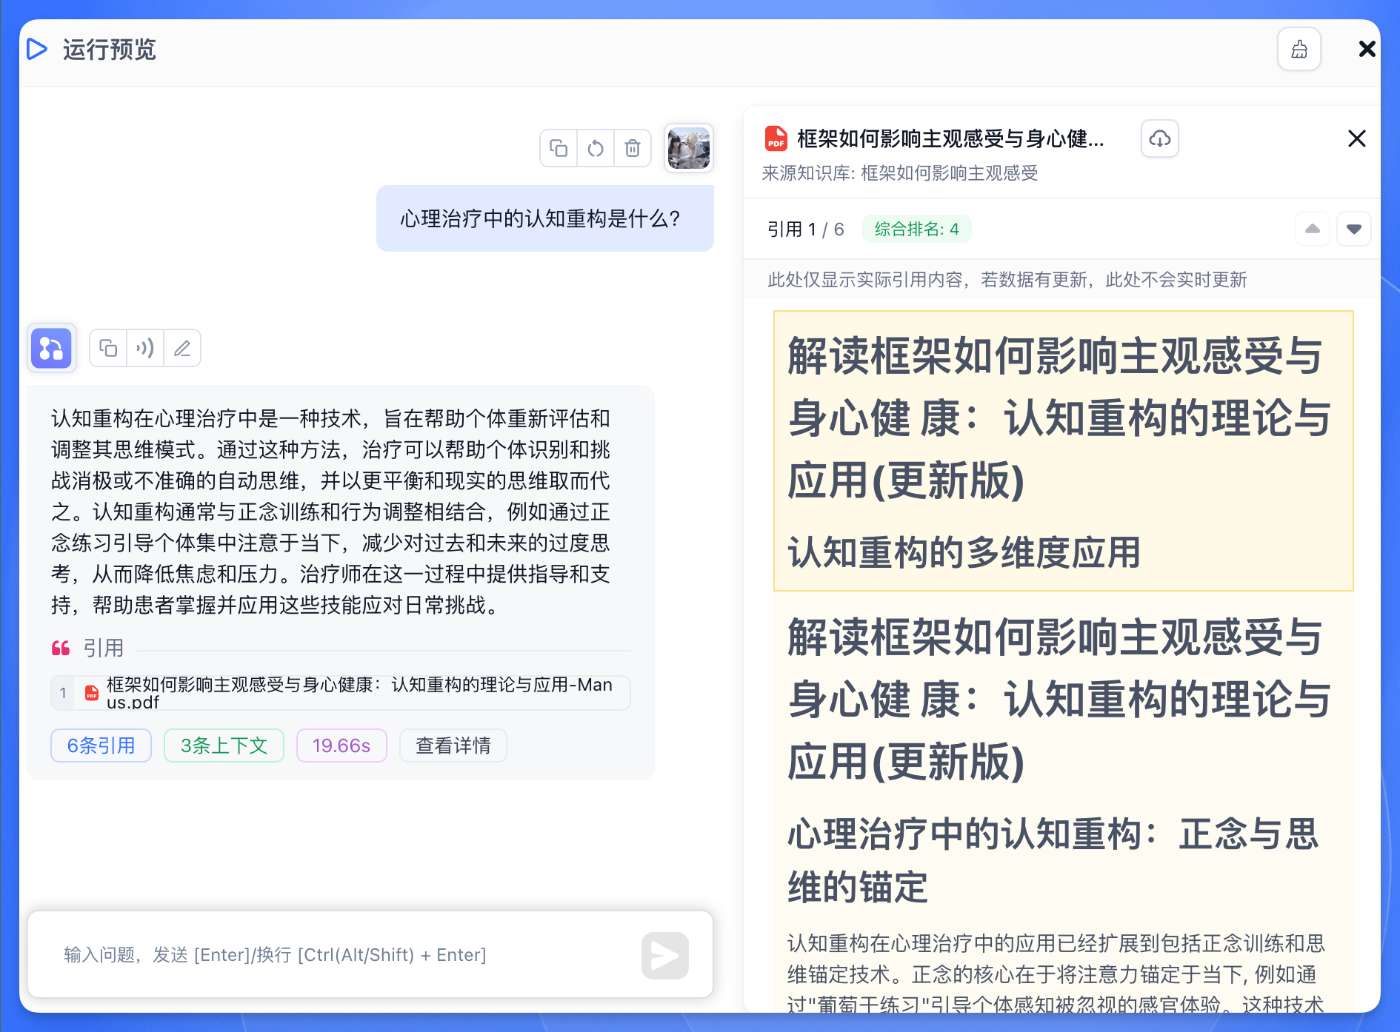 运行预览
心理治疗中的认知重构是什么?
认知重构在心理治疗中是一种技术，旨在帮助个体重新评估和
调整其思维模式。通过这种方法，治疗可以帮助个体识别和挑
战消极或不准确的自动思维，并以更平衡和现实的思维取而代
之。认知重构通常与正念训练和行为调整相结合，例如通过正
念练习引导个体集中注意于当下，减少对过去和未来的过度思
考，从而降低焦虑和压力。治疗师在这一过程中提供指导和支
持，帮助患者掌握并应用这些技能应对日常挑战。
引用
1
PDF
框架如何影响主观感受与身心健康：认知重构的理论与应用-Man
us.pdf
6条引用
3条上下文
19.66s
查看详情
输入问题，发送 [Enter]/换行 [Ctrl(Alt/Shift) + Enter]
PDF
框架如何影响主观感受与身心健...
来源知识库: 框架如何影响主观感受
引用 1 / 6
综合排名: 4
此处仅显示实际引用内容，若数据有更新，此处不会实时更新
解读框架如何影响主观感受与
身心健 康：认知重构的理论与
应用(更新版)
认知重构的多维度应用
解读框架如何影响主观感受与
身心健 康：认知重构的理论与
应用(更新版)
心理治疗中的认知重构：正念与思
维的锚定
认知重构在心理治疗中的应用已经扩展到包括正念训练和思
维锚定技术。正念的核心在于将注意力锚定于当下, 例如通
过"葡萄干练习"引导个体感知被忽视的感官体验。这种技术